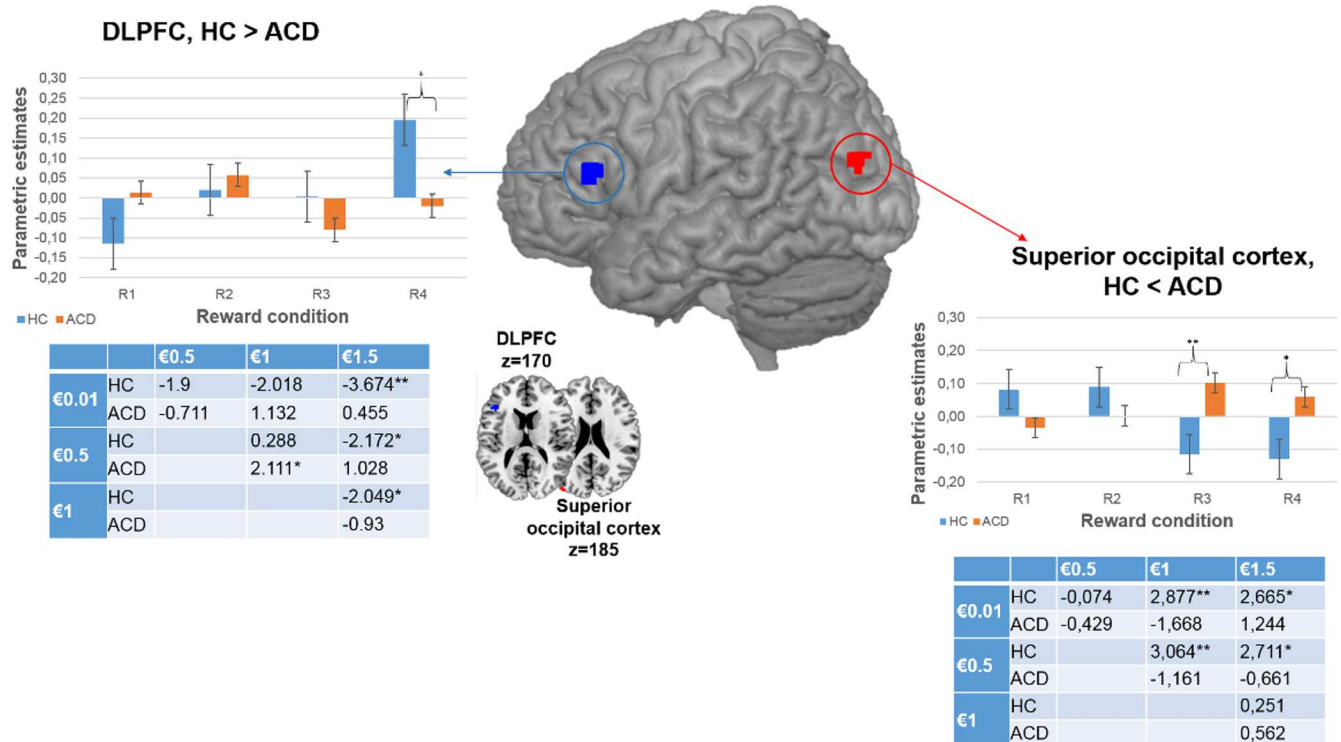 DLPFC, HC > ACD
Parametric estimates
0,30
0,25
0,20
0,15
0,10
0,05
0,00
-0,05
-0,10
-0,15
-0,20
*
R1 R2 R3 R4
HC ACD
Reward condition
€0.5 €1 €1.5
€0.01 HC -1.9 -2.018 -3.674**
ACD -0.711 1.132 0.455
€0.5 HC 0.288 -2.172*
ACD 2.111* 1.028
€1 HC -2.049*
ACD -0.93
DLPFC
z=170
Superior
occipital cortex
z=185
Superior occipital cortex,
HC < ACD
Parametric estimates
0,30
0,20
0,10
0,00
-0,10
-0,20
**
*
R1 R2 R3 R4
HC ACD
Reward condition
€0.5 €1 €1.5
€0.01 HC -0,074 2,877** 2,665*
ACD -0,429 -1,668 1,244
€0.5 HC 3,064** 2,711*
ACD -1,161 -0,661
€1 HC 0,251
ACD 0,562